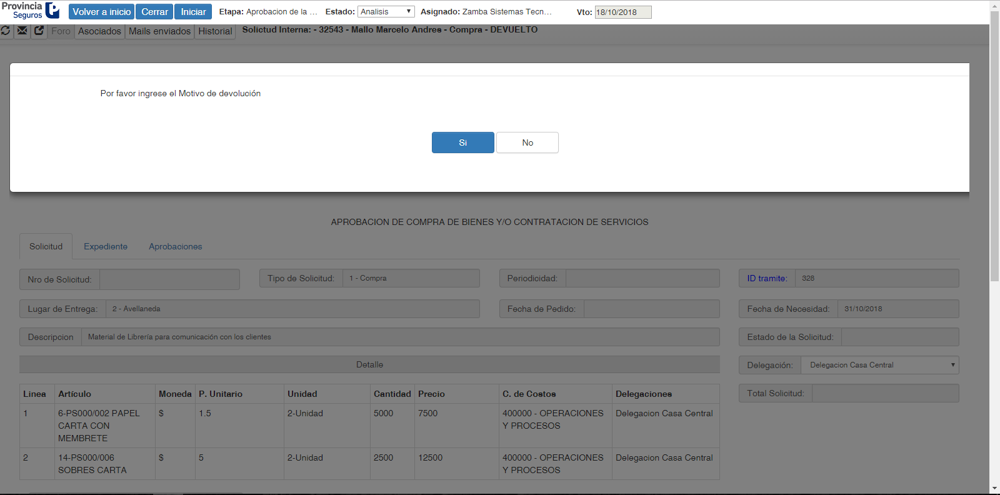 Provincia Seguros
Volver a inicio Cerrar Iniciar Etapa: Aprobacion de la ... Estado: Analisis Asignado: Zamba Sistemas Tecn... Vto: 18/10/2018
Foro Asociados Mails enviados Historial Solictud Interna: - 32543 - Mallo Marcelo Andres - Compra - DEVUELTO
Por favor ingrese el Motivo de devolución
Si No
APROBACION DE COMPRA DE BIENES Y/O CONTRATACION DE SERVICIOS
Solicitud Expediente Aprobaciones
Nro de Solicitud: Tipo de Solicitud: 1 - Compra Periodicidad: ID tramite: 328
Lugar de Entrega: 2 - Avellaneda Fecha de Pedido: Fecha de Necesidad: 31/10/2018
Descripcion Material de Librería para comunicación con los clientes Estado de la Solicitud:
Detalle Delegación: Delegacion Casa Central
Total Solicitud:
Linea Artículo Moneda P. Unitario Unidad Cantidad Precio C. de Costos Delegaciones
1 6-PS000/002 PAPEL CARTA CON MEMBRETE $ 1.5 2-Unidad 5000 7500 400000 - OPERACIONES Y PROCESOS Delegacion Casa Central
2 14-PS000/006 SOBRES CARTA $ 5 2-Unidad 2500 12500 400000 - OPERACIONES Y PROCESOS Delegacion Casa Central